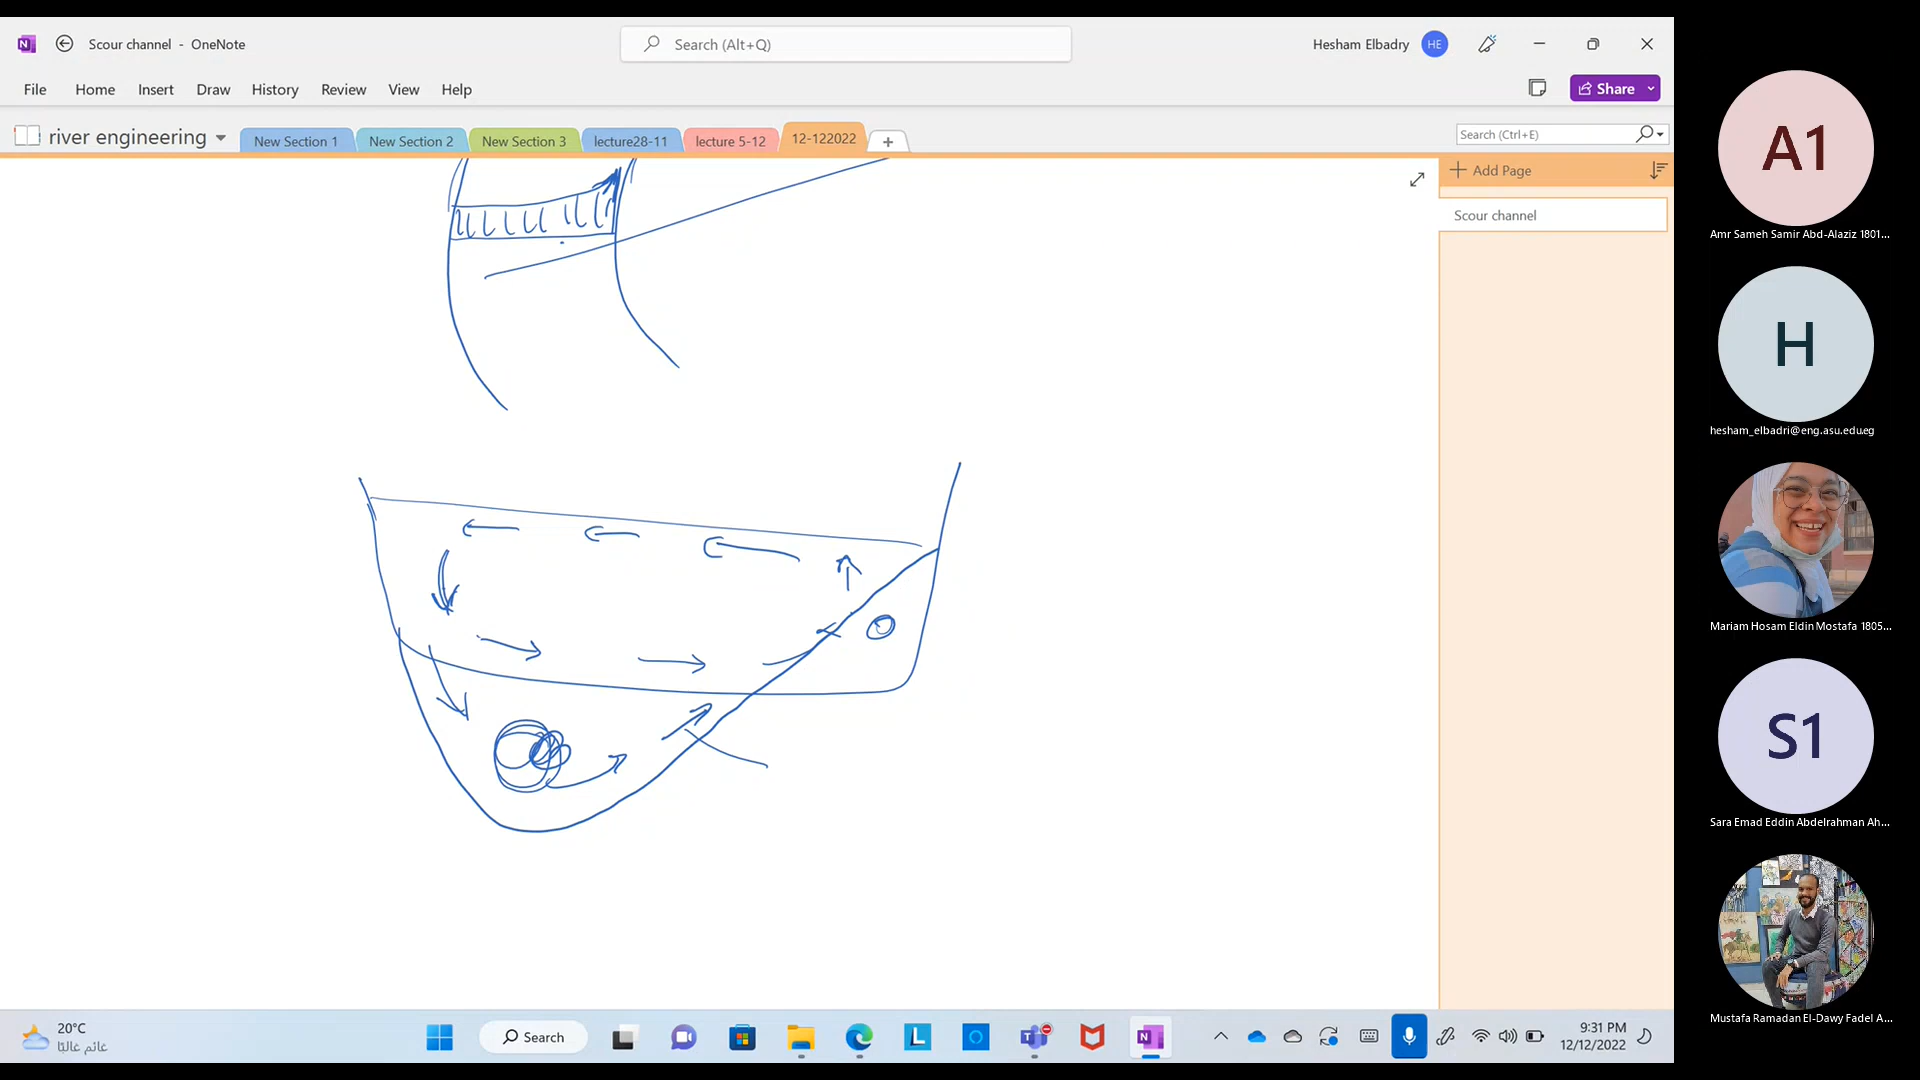 Scour channel - OneNote
Search (Alt+Q)
Hesham Elbadry
HE
File Home Insert Draw History Review View Help
Share
river engineering
New Section 1
New Section 2
New Section 3
lecture28-11
lecture 5-12
12-122022
Search (Ctrl+E)
Add Page
Scour channel
A1
Amr Sameh Samir Abd-Alaziz 1801...
H
hesham_elbadri@eng.asu.edu.eg
Mariam Hosam Eldin Mostafa 1805...
S1
Sara Emad Eddin Abdelrahman Ah...
Mustafa Ramadan El-Dawy Fadel A...
20°C
غائم غالبًا
Search
9:31 PM
12/12/2022